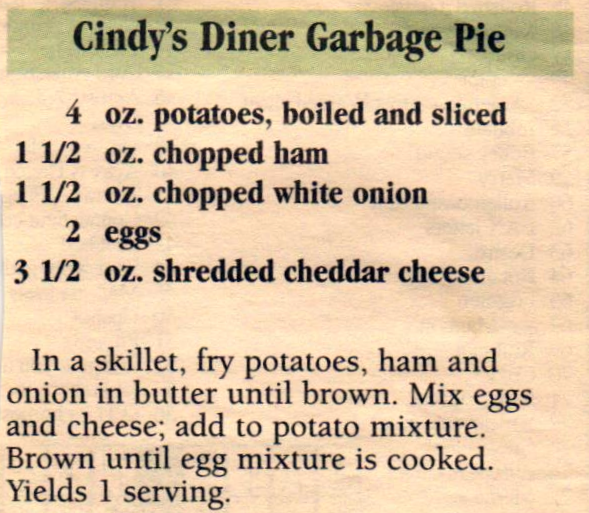 Cindy's Diner Garbage Pie
4 oz. potatoes, boiled and sliced
1 1/2 oz. chopped ham
1 1/2 oz. chopped white onion
2 eggs
3 1/2 oz. shredded cheddar cheese
In a skillet, fry potatoes, ham and
onion in butter until brown. Mix eggs
and cheese; add to potato mixture.
Brown until egg mixture is cooked.
Yields 1 serving.